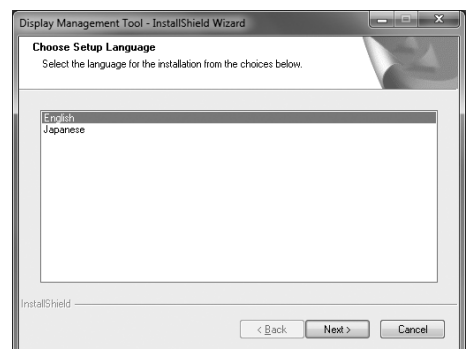 Display Management Tool - InstallShield Wizard
Choose Setup Language
Select the language for the installation from the choices below.
English
Japanese
InstallShield
< Back Next > Cancel